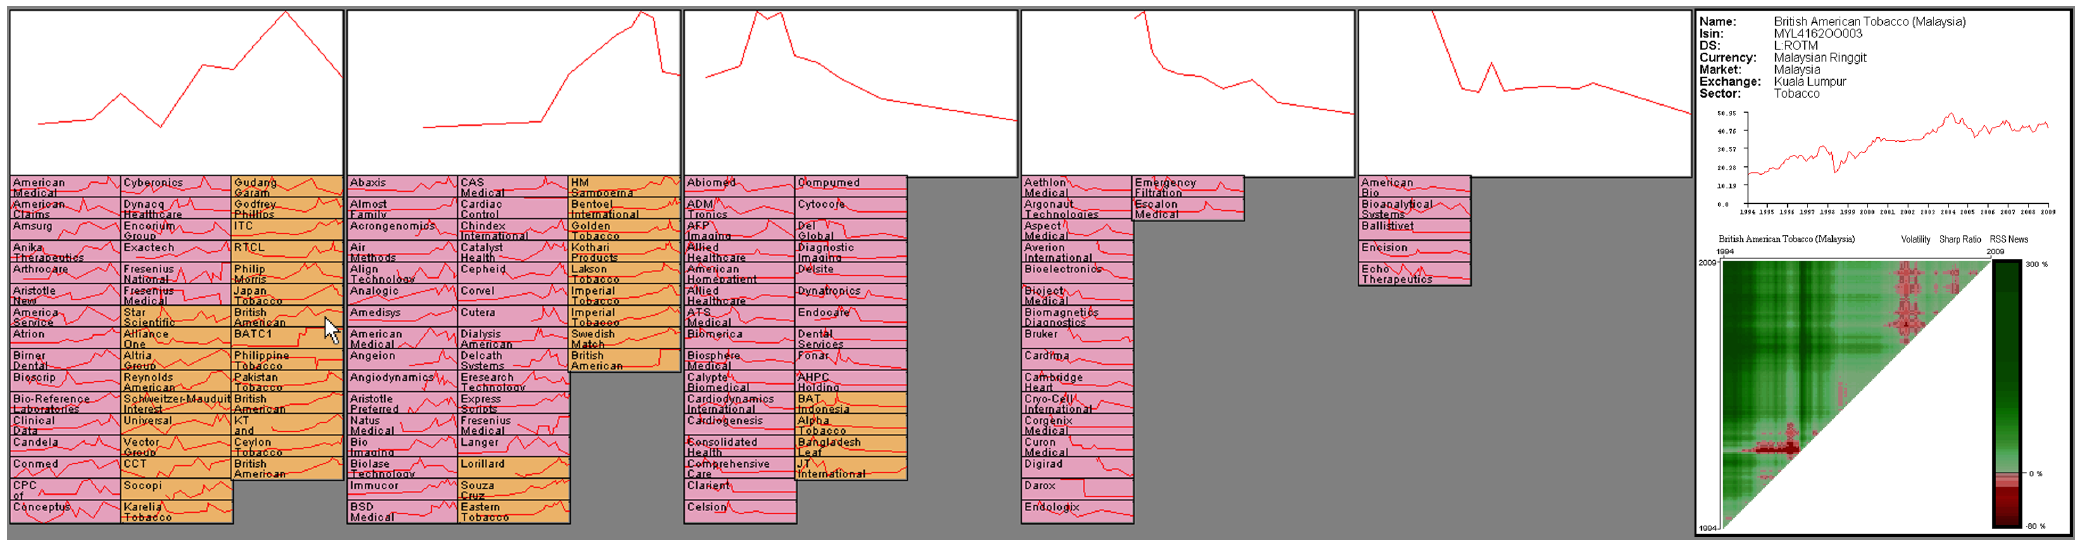 American
Medical
American
Claims
Amsurg
Anika
Therapeutics
Arthrocare
Aristotle
New
America
Service
Atrion
Birner
Dental
Bioscrip
Bio-Reference
Laboratories
Clinical
Data
Candela
Conmed
CPC
of
Conceptus
Cyberonics
Dynacq
Healthcare
Encorium
Group
Exactech
Fresenius
National
Fresenius
Medical
Star
Scientific
Alliance
One
Altria
Group
Reynolds
American
Schweitzer-Mauduit
Interest
Universal
Vector
Group
CCT
Socopi
Karelia
Tobacco
Gudang
Garam
Godfrey
Phillips
ITC
RTCL
Philip
Morris
Japan
Tobacco
British
American
BATC1
Philippine
Tobacco
Pakistan
Tobacco
British
American
KT
and
Ceylon
Tobacco
British
American
Abaxis
Almost
Family
Acrongenomics
Air
Methods
Align
Technology
Analogic
Amedisys
American
Medical
Angeion
Angiodynamics
Aristotle
Preferred
Natus
Medical
Bio
Imaging
Biolase
Technology
Immucor
BSD
Medical
CAS
Medical
Cardiac
Control
Chindex
International
Catalyst
Health
Cepheid
Corvel
Cutera
Dialysis
American
Delcath
Systems
Eresearch
Technology
Express
Scripts
Fresenius
Medical
Langer
Lorillard
Souza
Cruz
Eastern
Tobacco
HM
Sampoerna
Bentoel
International
Golden
Tobacco
Kothari
Products
Lakson
Tobacco
Imperial
Tobacco
Imperial
Tobacco
Swedish
Match
British
American
Abiomed
ADM
Tronics
AFP
Imaging
Allied
Healthcare
American
Homepatient
Allied
Healthcare
ATS
Medical
Biomerica
Biosphere
Medical
Calypte
Biomedical
Cardiodynamics
International
Cardiogenesis
Consolidated
Health
Comprehensive
Care
Clarient
Celsion
Compumed
Cytocore
Del
Global
Diagnostic
Imaging
Delsite
Dynatronics
Endocare
Dental
Services
Fonar
AHPC
Holding
BAT
Indonesia
Alpha
Tobacco
Bangladesh
Leaf
JT
International
Aethlon
Medical
Argonaut
Technologies
Aspect
Medical
Averion
International
Bioelectronics
Bioject
Medical
Biomagnetics
Diagnostics
Bruker
Cardima
Cambridge
Heart
Cryo-Cell
International
Corgenix
Medical
Curon
Medical
Digirad
Darox
Endologix
Emergency
Filtration
Escalon
Medical
American
Bio
Bioanalytical
Systems
Ballistivet
Encision
Echo
Therapeutics
Name: British American Tobacco (Malaysia)
Isin: MYL4162OO003
DS: L:ROTM
Currency: Malaysian Ringgit
Market: Malaysia
Exchange: Kuala Lumpur
Sector: Tobacco
50.95
40.76
30.57
20.38
10.19
0.0
1994 1995 1996 1997 1998 1999 2000 2001 2002 2003 2004 2005 2006 2007 2008 2009
British American Tobacco (Malaysia) Volatility Sharp Ratio RSS News
1994 2009
2009
300 %
0 %
1994
-80 %